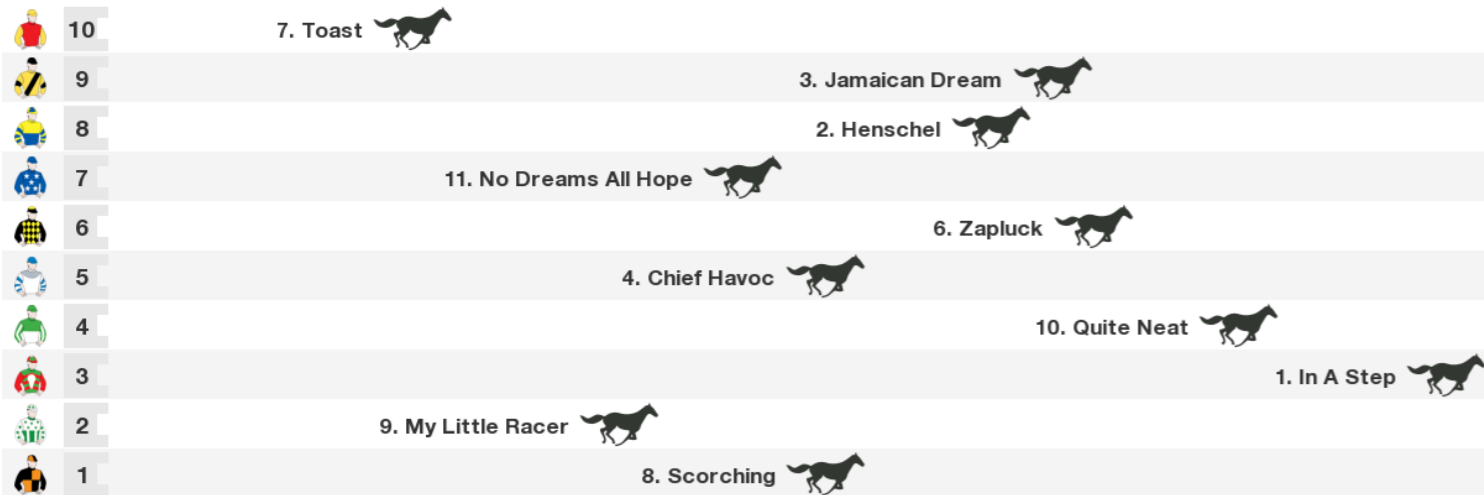 10 7. Toast
9 3. Jamaican Dream
8 2. Henschel
7 11. No Dreams All Hope
6 6. Zapluck
5 4. Chief Havoc
4 10. Quite Neat
3 1. In A Step
2 9. My Little Racer
1 8. Scorching